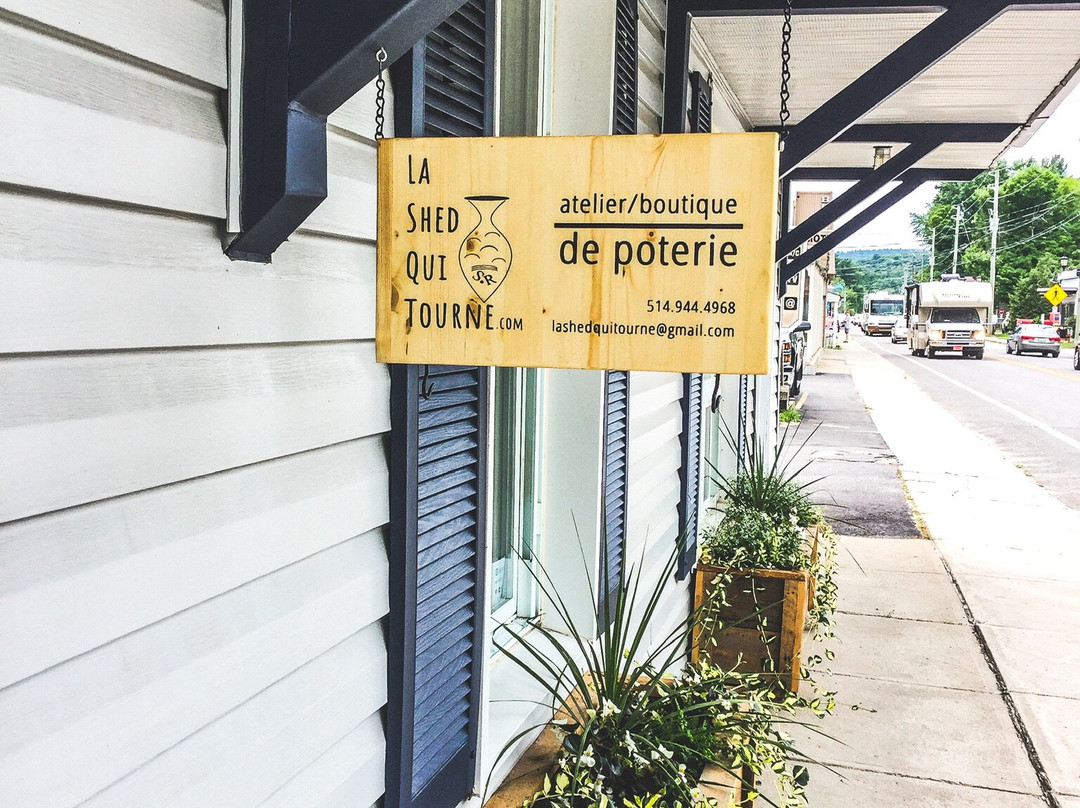 LA
SHED
QUI
TOURNE.COM
S.R
atelier/boutique
de poterie
514.944.4968
lashedquitourne@gmail.com